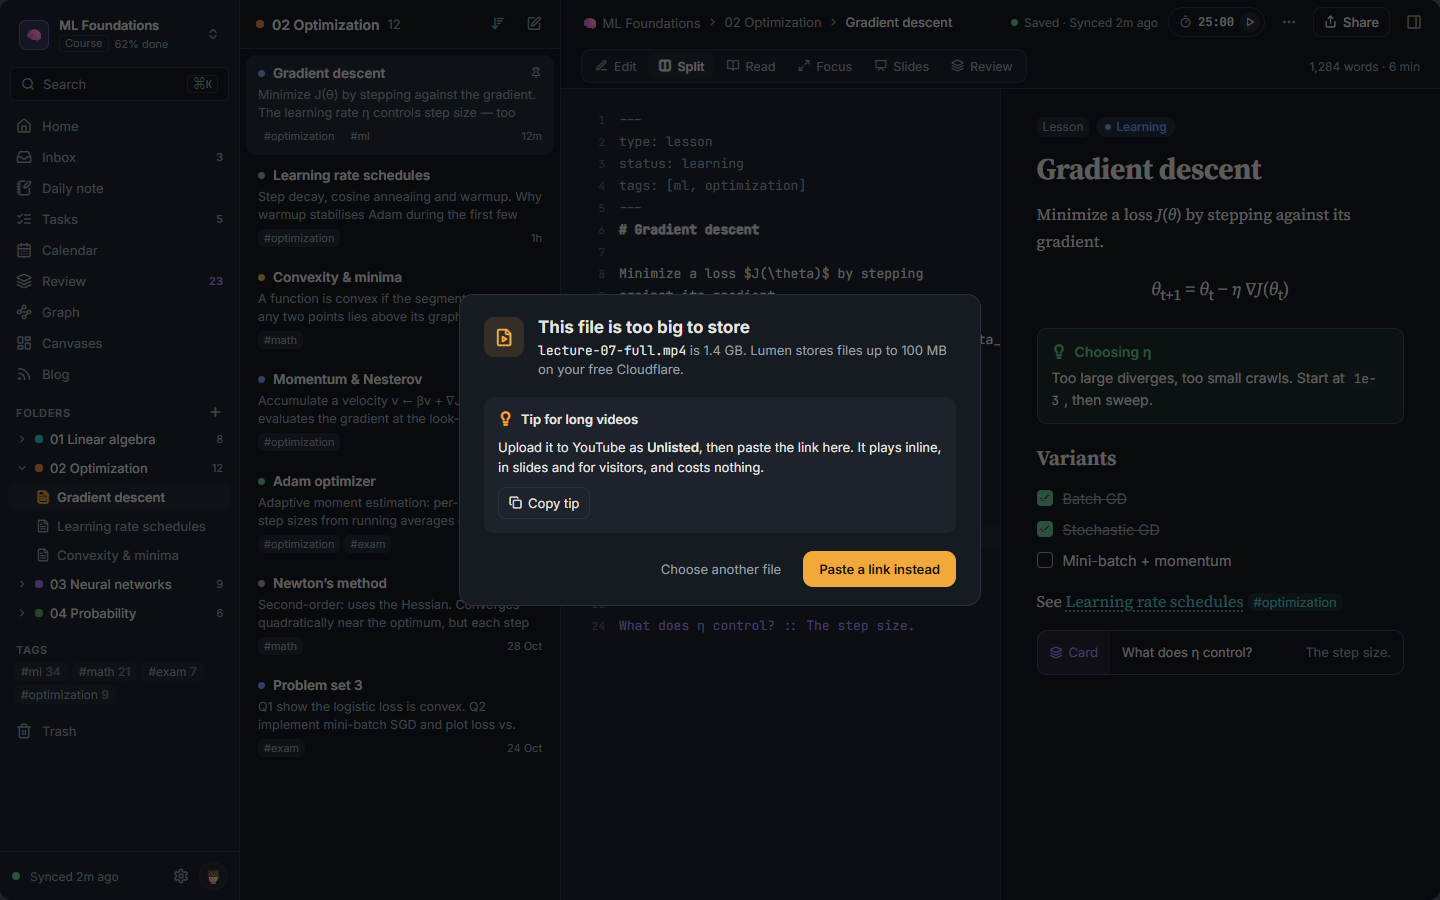 ML Foundations
Course 62% done
Search ⌘K
Home
Inbox 3
Daily note
Tasks 5
Calendar
Review 23
Graph
Canvases
Blog
FOLDERS
01 Linear algebra 8
02 Optimization 12
Gradient descent
Learning rate schedules
Convexity & minima
03 Neural networks 9
04 Probability 6
TAGS
#ml 34 #math 21 #exam 7
#optimization 9
Trash
Synced 2m ago
02 Optimization 12
Gradient descent
Minimize J(θ) by stepping against the gradient.
The learning rate η controls step size — too
#optimization #ml 12m
Learning rate schedules
Step decay, cosine annealing and warmup. Why
warmup stabilises Adam during the first few
#optimization 1h
Convexity & minima
A function is convex if the segment
any two points lies above its graph
#math
Momentum & Nesterov
Accumulate a velocity v ← βv + ∇J
evaluates the gradient at the look-
#optimization
Adam optimizer
Adaptive moment estimation: per-
step sizes from running averages
#optimization #exam
Newton's method
Second-order: uses the Hessian. Converges
quadratically near the optimum, but each step
#math 28 Oct
Problem set 3
Q1 show the logistic loss is convex. Q2
implement mini-batch SGD and plot loss vs.
#exam 24 Oct
ML Foundations › 02 Optimization › Gradient descent
Saved · Synced 2m ago 25:00 Share
Edit Split Read Focus Slides Review
1,284 words · 6 min
1 ---
2 type: lesson
3 status: learning
4 tags: [ml, optimization]
5 ---
6 # Gradient descent
7
8 Minimize a loss $J(\theta)$ by stepping
against its gradient.
ta_
24 What does η control? :: The step size.
This file is too big to store
lecture-07-full.mp4 is 1.4 GB. Lumen stores files up to 100 MB
on your free Cloudflare.
Tip for long videos
Upload it to YouTube as Unlisted, then paste the link here. It plays inline,
in slides and for visitors, and costs nothing.
Copy tip
Choose another file Paste a link instead
Lesson Learning
Gradient descent
Minimize a loss J(θ) by stepping against its
gradient.
θt+1 = θt − η ∇J(θt)
Choosing η
Too large diverges, too small crawls. Start at 1e-
3 , then sweep.
Variants
Batch GD
Stochastic GD
Mini-batch + momentum
See Learning rate schedules #optimization
Card What does η control? The step size.